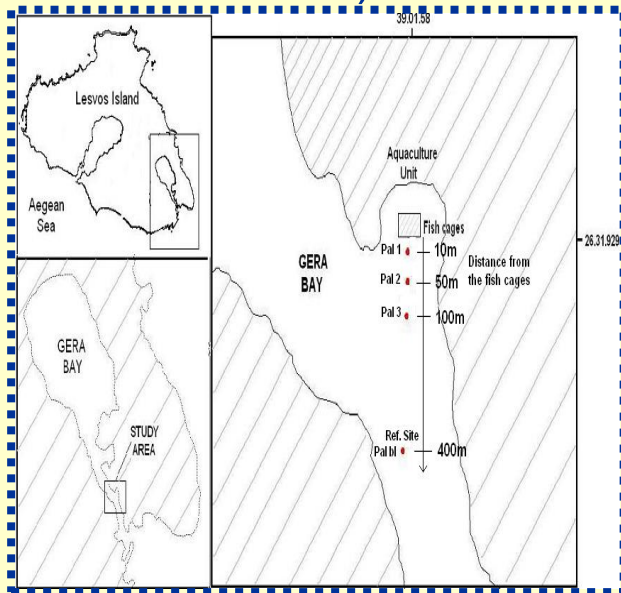 39.01.58
Lesvos Island
Aegean
Sea
GERA
BAY
STUDY
AREA
Aquaculture
Unit
Fish cages
26.31.929
GERA
BAY
Pal 1
10m
Distance from
the fish cages
Pal 2
50m
Pal 3
100m
Ref. Site
Pal bl
400m